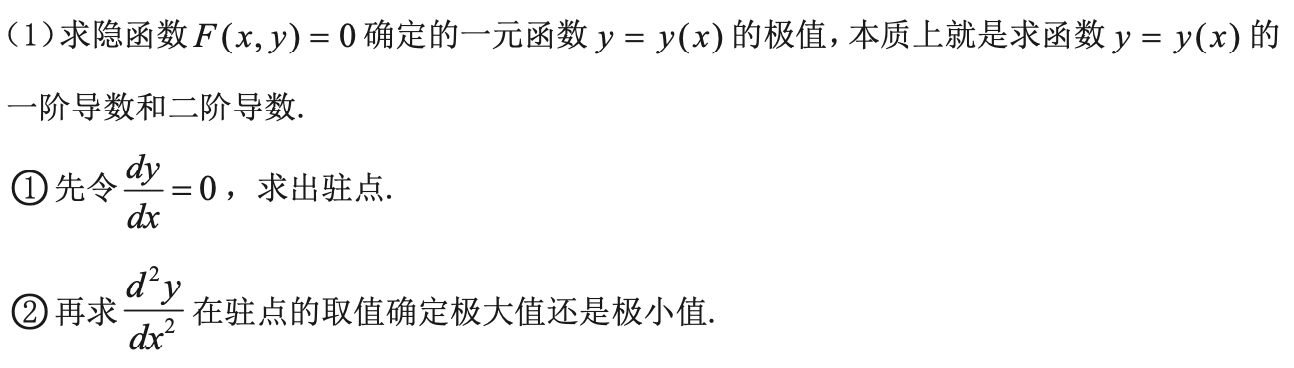 (1)求隐函数 F(x, y) = 0 确定的一元函数 y = y(x) 的极值，本质上就是求函数 y = y(x) 的
一阶导数和二阶导数.
①先令 \frac{dy}{dx} = 0，求出驻点.
②再求 \frac{d^2y}{dx^2} 在驻点的取值确定极大值还是极小值.